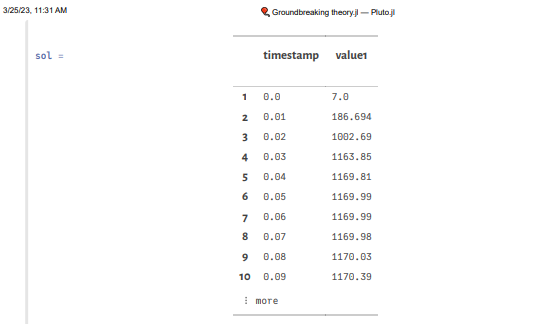 3/25/23, 11:31 AM 🎈 Groundbreaking theory.jl — Pluto.jl
sol =
timestamp value1
1 0.0 7.0
2 0.01 186.694
3 0.02 1002.69
4 0.03 1163.85
5 0.04 1169.81
6 0.05 1169.99
7 0.06 1169.99
8 0.07 1169.98
9 0.08 1170.03
10 0.09 1170.39
⋮ more